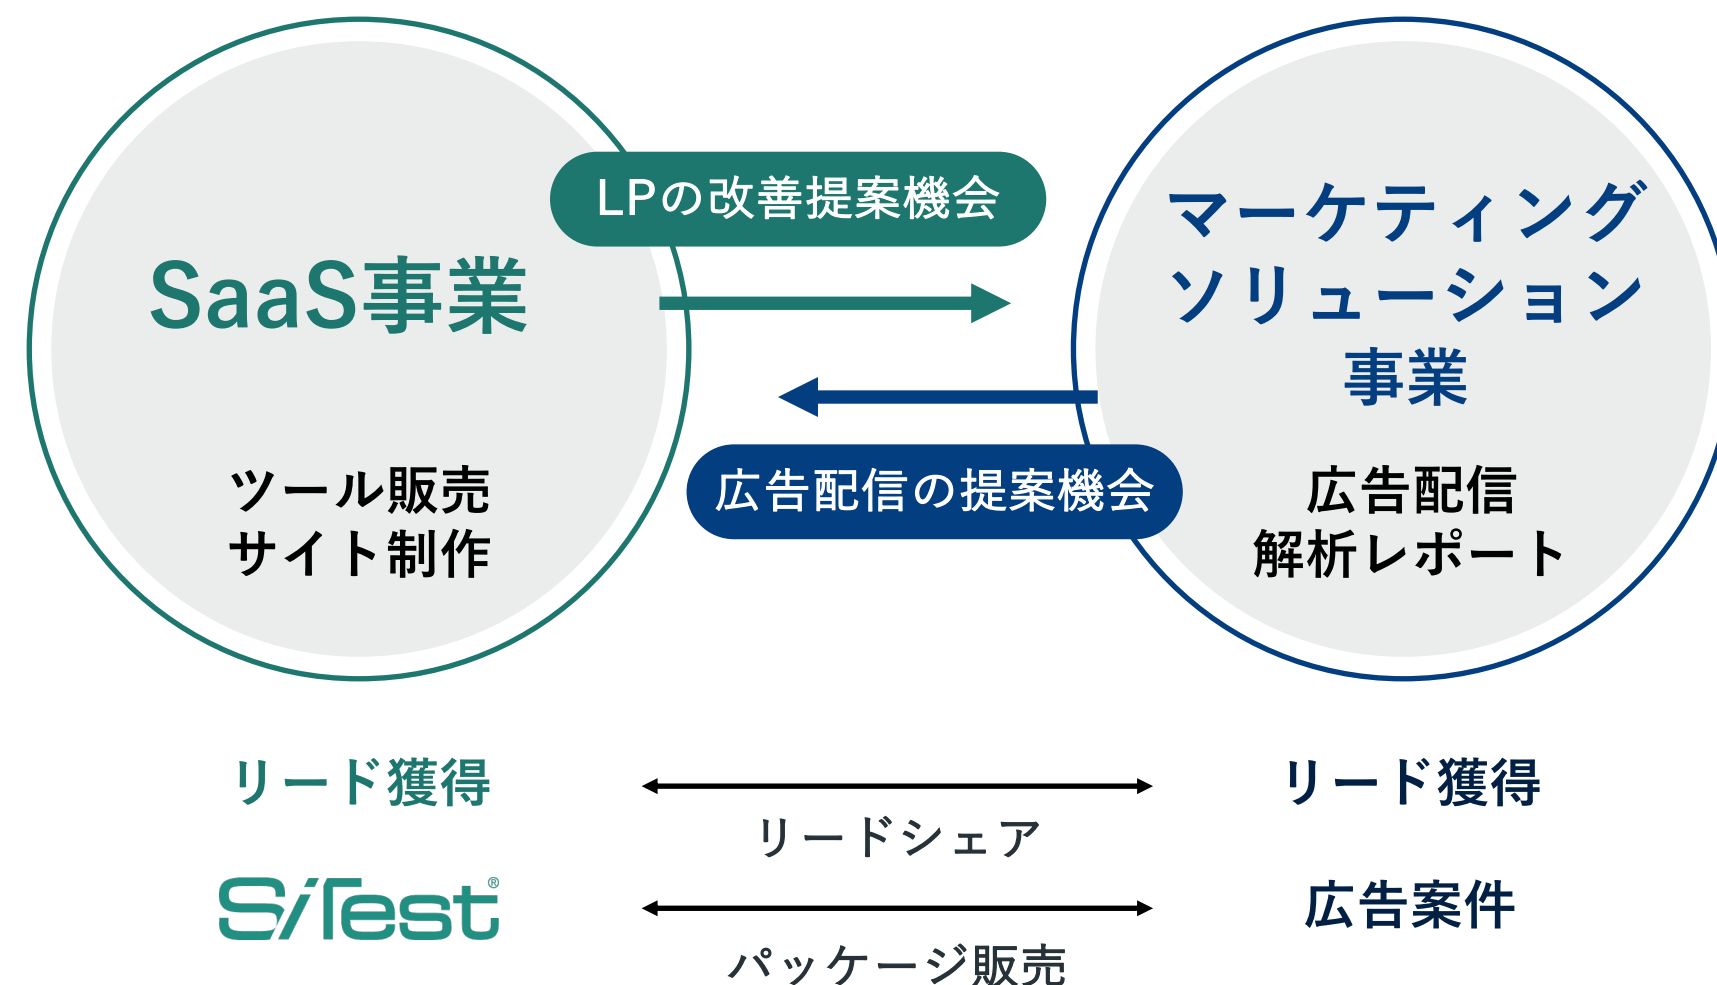 LPの改善提案機会
SaaS事業
マーケティング
ソリューション
事業
広告配信の提案機会
ツール販売
サイト制作
広告配信
解析レポート
リード獲得
リード獲得
リードシェア
SiTest®
広告案件
パッケージ販売